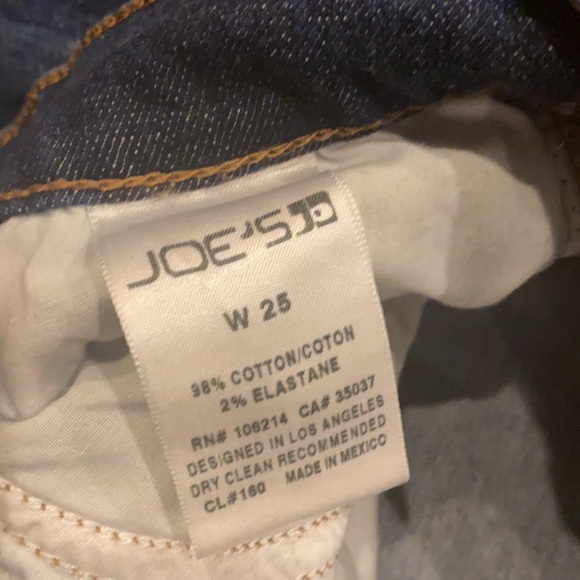 JOE'S
W 25
98% COTTON/COTON
2% ELASTANE
RN# 106214 CA# 35037
DESIGNED IN LOS ANGELES
DRY CLEAN RECOMMENDED
CL#160 MADE IN MEXICO